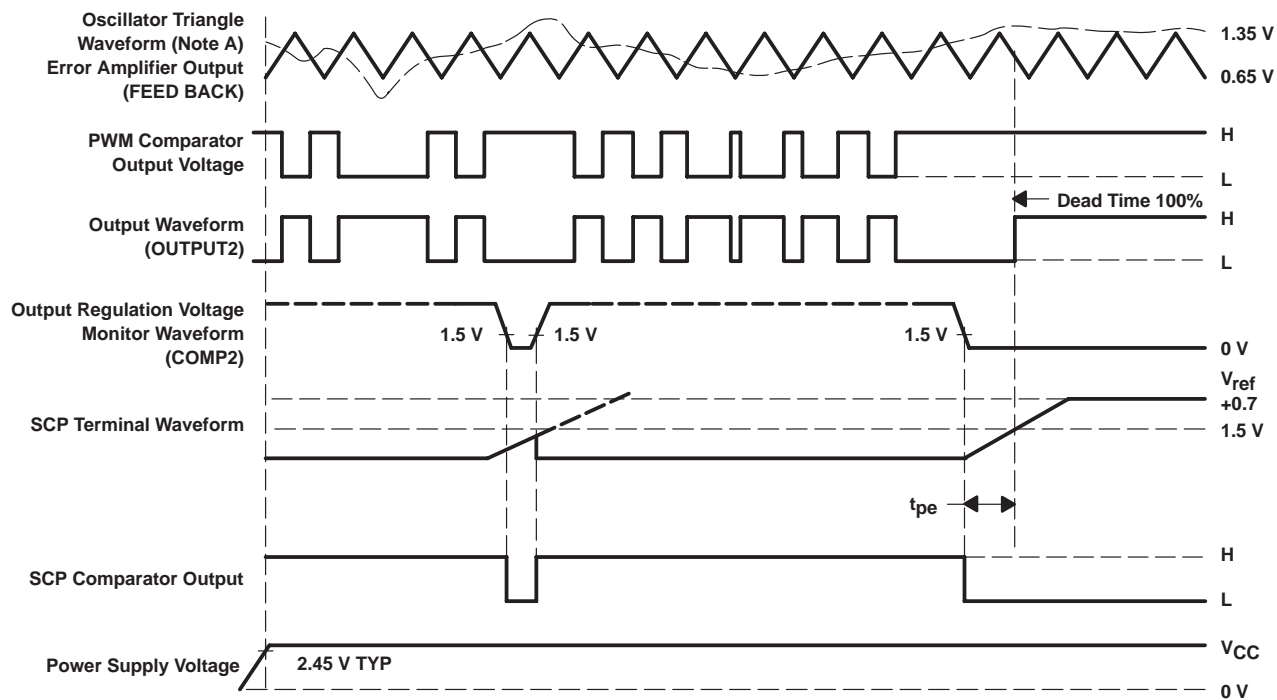 Oscillator Triangle
Waveform (Note A)
Error Amplifier Output
(FEED BACK)
1.35 V
0.65 V
PWM Comparator
Output Voltage
H
L
Dead Time 100%
Output Waveform
(OUTPUT2)
H
L
Output Regulation Voltage
Monitor Waveform
(COMP2)
1.5 V
1.5 V
1.5 V
0 V
Vref
+0.7
SCP Terminal Waveform
1.5 V
tpe
SCP Comparator Output
H
L
Power Supply Voltage
2.45 V TYP
VCC
0 V